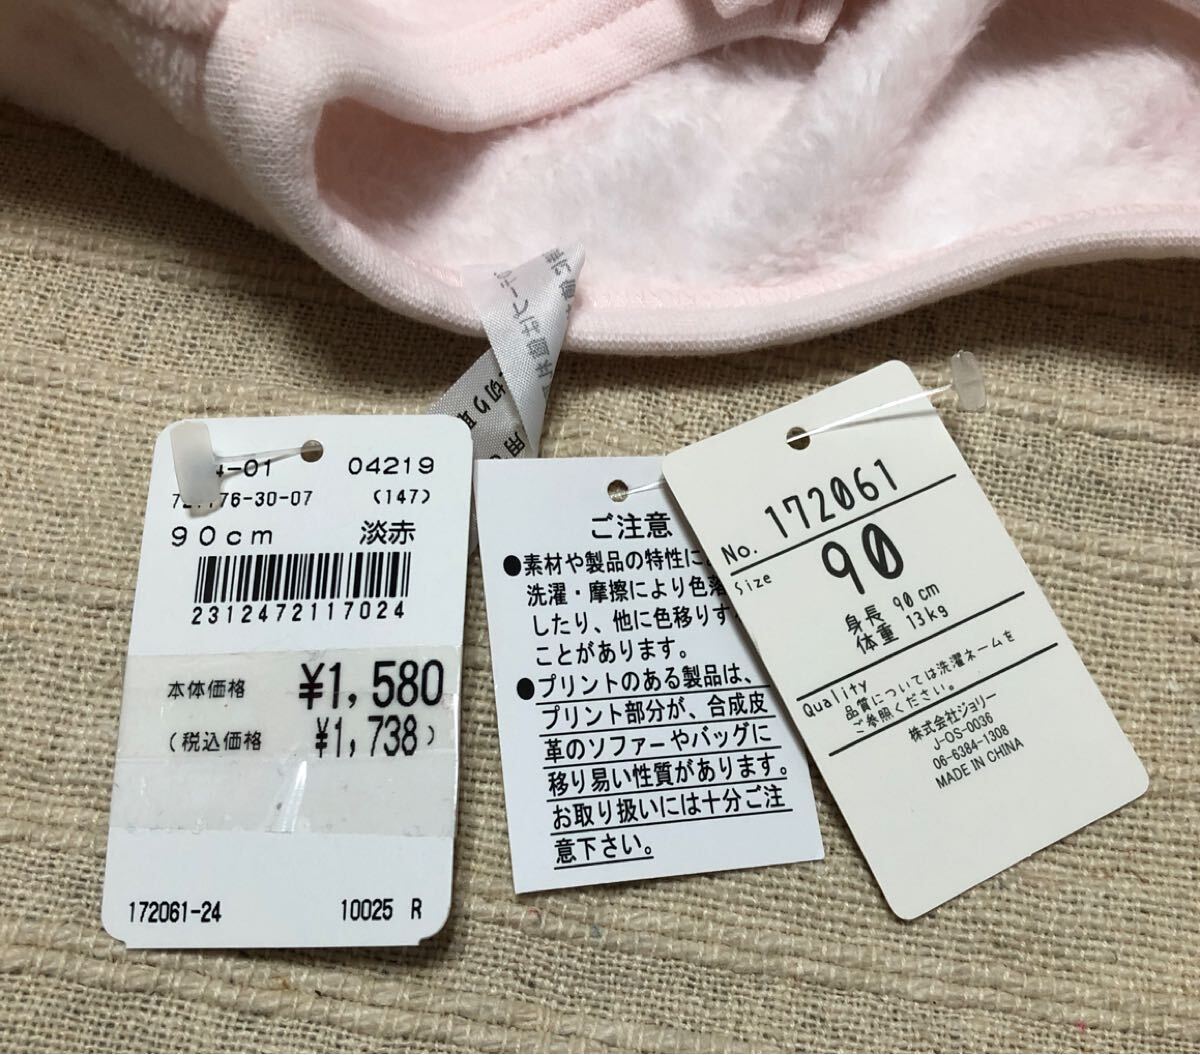 4-01 04219
76-30-07 (147)
90cm 淡赤
2312472117024
本体価格 ¥1,580
(税込価格 ¥1,738)
172061-24 10025 R
切り取
用
ご注意
●素材や製品の特性に
洗濯・摩擦により色落
したり、他に色移りす
ことがあります。
●プリントのある製品は、
プリント部分が、合成皮
革のソファーやバッグに
移り易い性質があります。
お取り扱いには十分ご注
意下さい。
No. 172061
Size 90
身長 90cm
体重 13kg
Quality
品質については洗濯ネームを
ご参照ください。
株式会社ジョリー
J-OS-0036
06-6384-1308
MADE IN CHINA